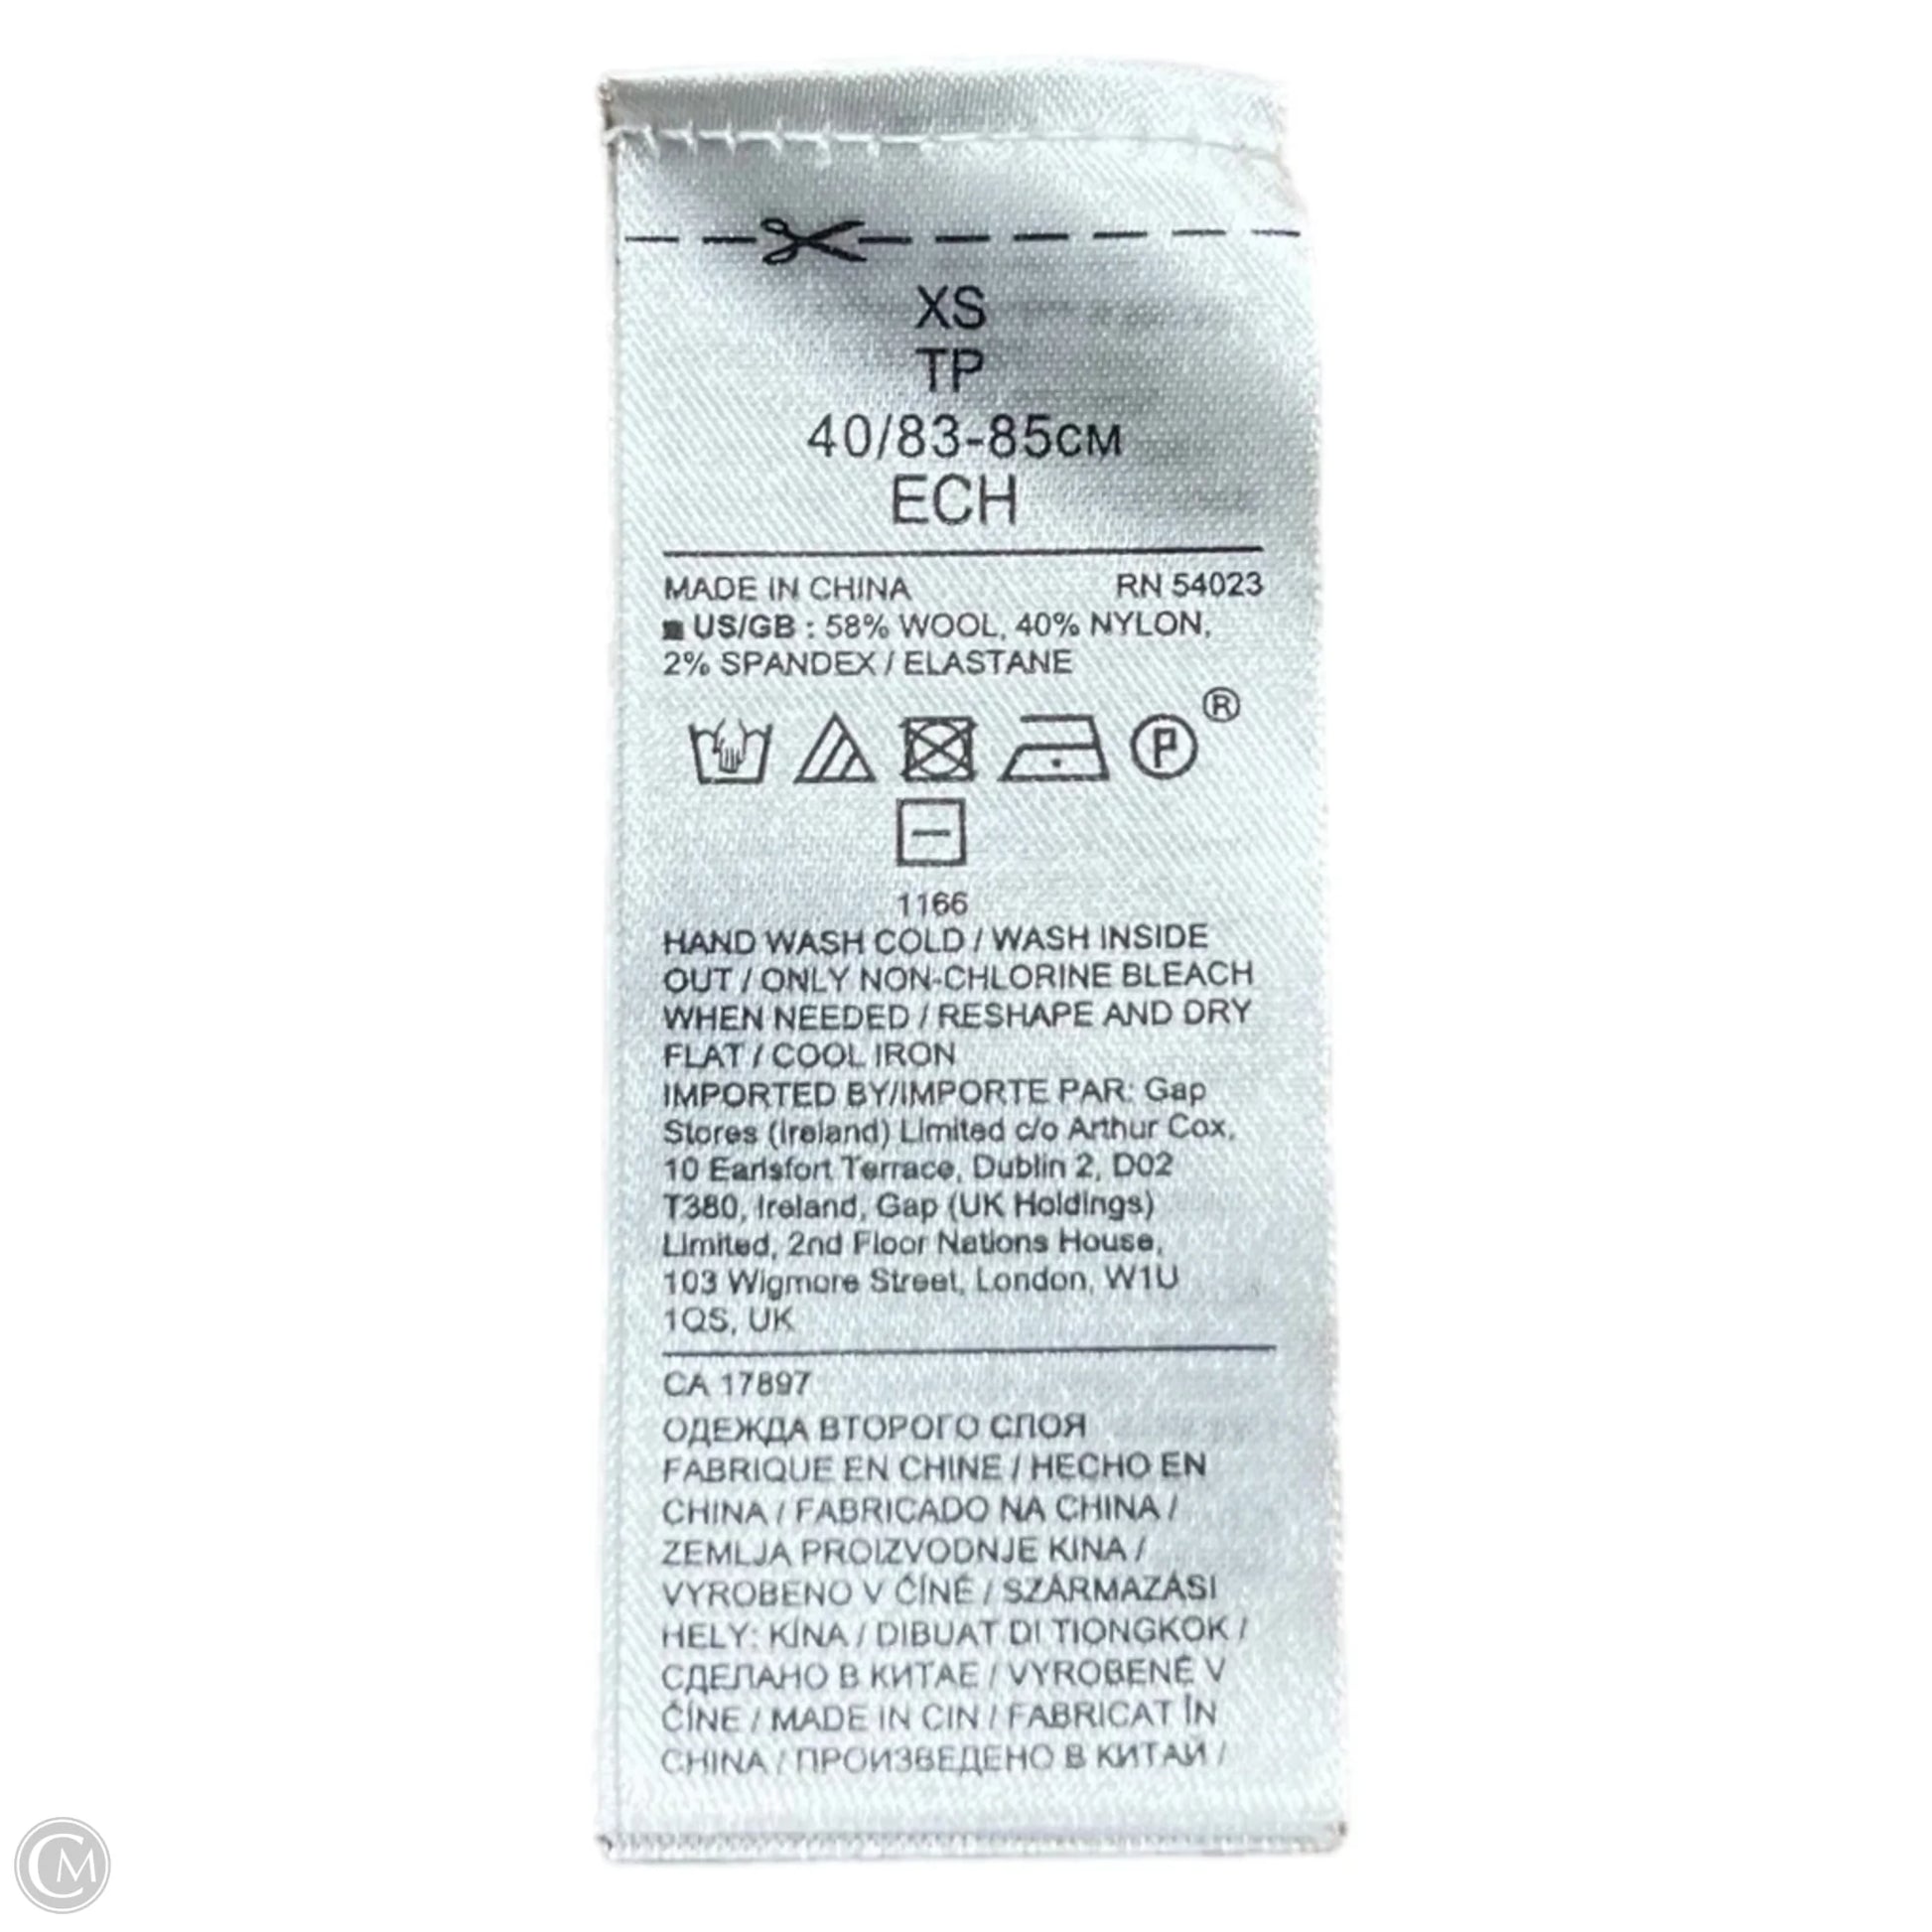 XS
TP
40/83-85CM
ECH
MADE IN CHINA RN 54023
US/GB : 58% WOOL, 40% NYLON,
2% SPANDEX / ELASTANE
®
P
1166
HAND WASH COLD / WASH INSIDE
OUT / ONLY NON-CHLORINE BLEACH
WHEN NEEDED / RESHAPE AND DRY
FLAT / COOL IRON
IMPORTED BY/IMPORTE PAR: Gap
Stores (Ireland) Limited c/o Arthur Cox,
10 Earlsfort Terrace, Dublin 2, D02
T380, Ireland, Gap (UK Holdings)
Limited, 2nd Floor Nations House,
103 Wigmore Street, London, W1U
1QS, UK
CA 17897
ОДЕЖДА ВТОРОГО СЛОЯ
FABRIQUE EN CHINE / HECHO EN
CHINA / FABRICADO NA CHINA /
ZEMLJA PROIZVODNJE KINA /
VYROBENO V ČÍNĚ / SZÁRMAZÁSI
HELY: KÍNA / DIBUAT DI TIONGKOK /
СДЕЛАНО В КИТАЕ / VYROBENÉ V
ČÍNE / MADE IN CIN / FABRICAT ÎN
CHINA / ПРОИЗВЕДЕНО В КИТАЙ /
CM